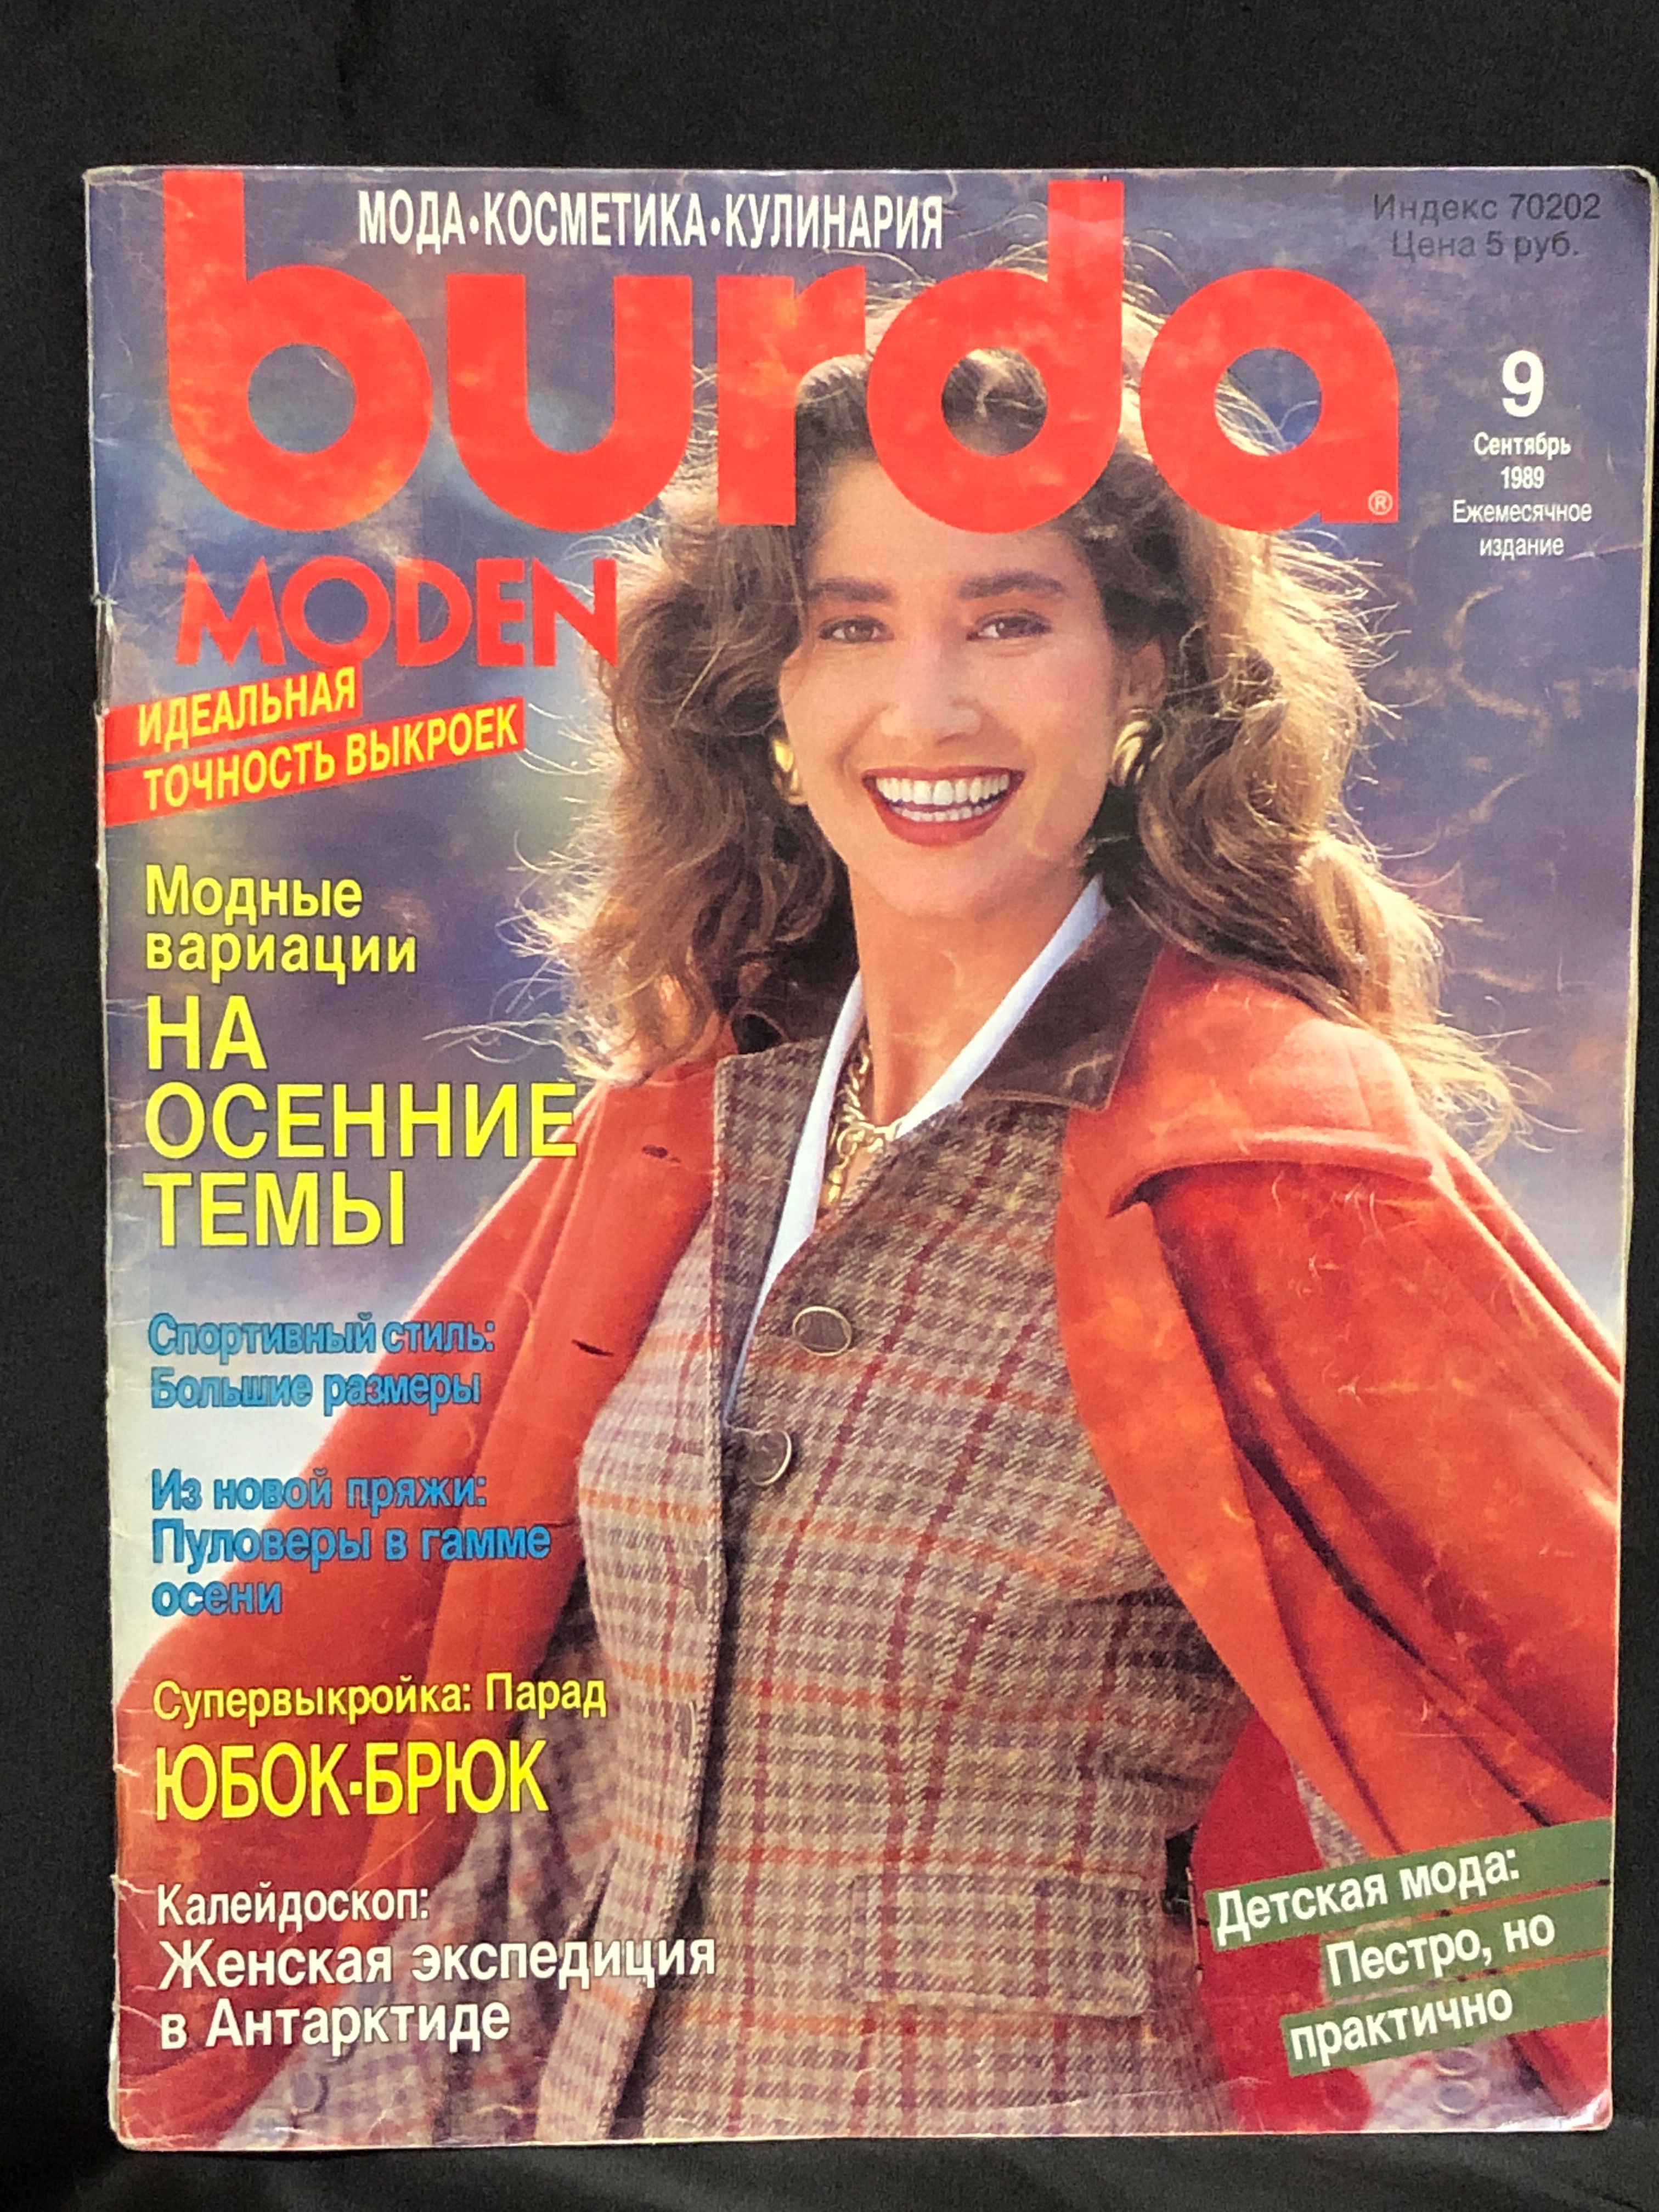 МОДА•КОСМЕТИКА•КУЛИНАРИЯ
Индекс 70202
Цена 5 руб.
burda
®
MODEN
9
Сентябрь
1989
Ежемесячное
издание
ИДЕАЛЬНАЯ
ТОЧНОСТЬ ВЫКРОЕК
Модные
вариации
НА
ОСЕННИЕ
ТЕМЫ
Спортивный стиль:
Большие размеры
Из новой пряжи:
Пуловеры в гамме
осени
Супервыкройка: Парад
ЮБОК-БРЮК
Калейдоскоп:
Женская экспедиция
в Антарктиде
Детская мода:
Пестро, но
практично